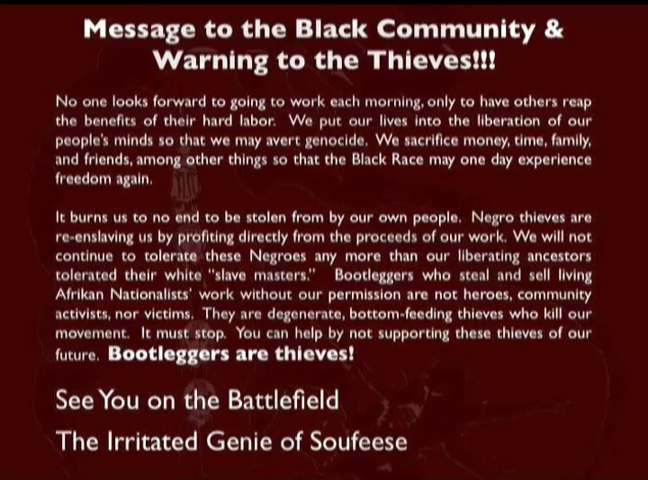 Message to the Black Community &
Warning to the Thieves!!!
No one looks forward to going to work each morning, only to have others reap
the benefits of their hard labor. We put our lives into the liberation of our
people's minds so that we may avert genocide. We sacrifice money, time, family,
and friends, among other things so that the Black Race may one day experience
freedom again.
It burns us to no end to be stolen from by our own people. Negro thieves are
re-enslaving us by profiting directly from the proceeds of our work. We will not
continue to tolerate these Negroes any more than our liberating ancestors
tolerated their white "slave masters." Bootleggers who steal and sell living
Afrikan Nationalists' work without our permission are not heroes, community
activists, nor victims. They are degenerate, bottom-feeding thieves who kill our
movement. It must stop. You can help by not supporting these thieves of our
future. Bootleggers are thieves!
See You on the Battlefield
The Irritated Genie of Soufeese